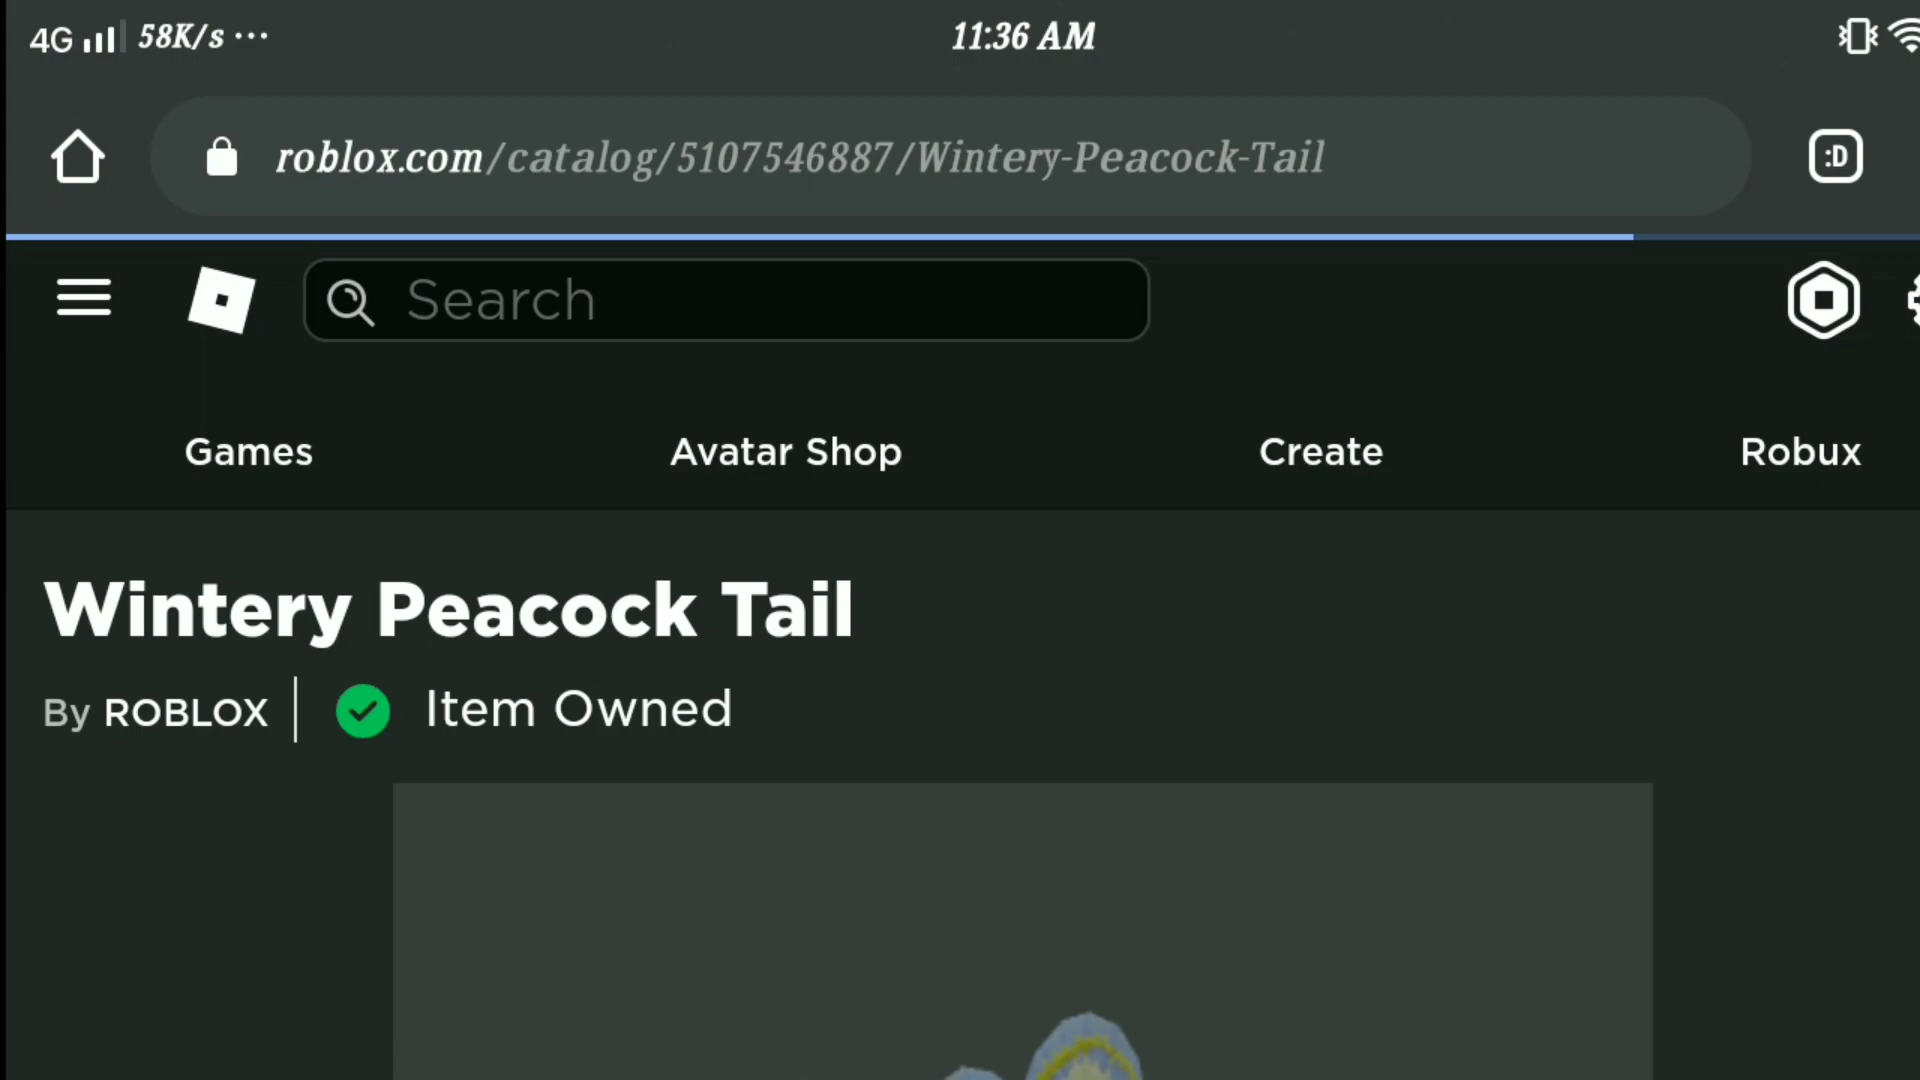 4G 58K/s ... 11:36 AM
roblox.com/catalog/5107546887/Wintery-Peacock-Tail :D
Search
Games Avatar Shop Create Robux
Wintery Peacock Tail
By ROBLOX Item Owned